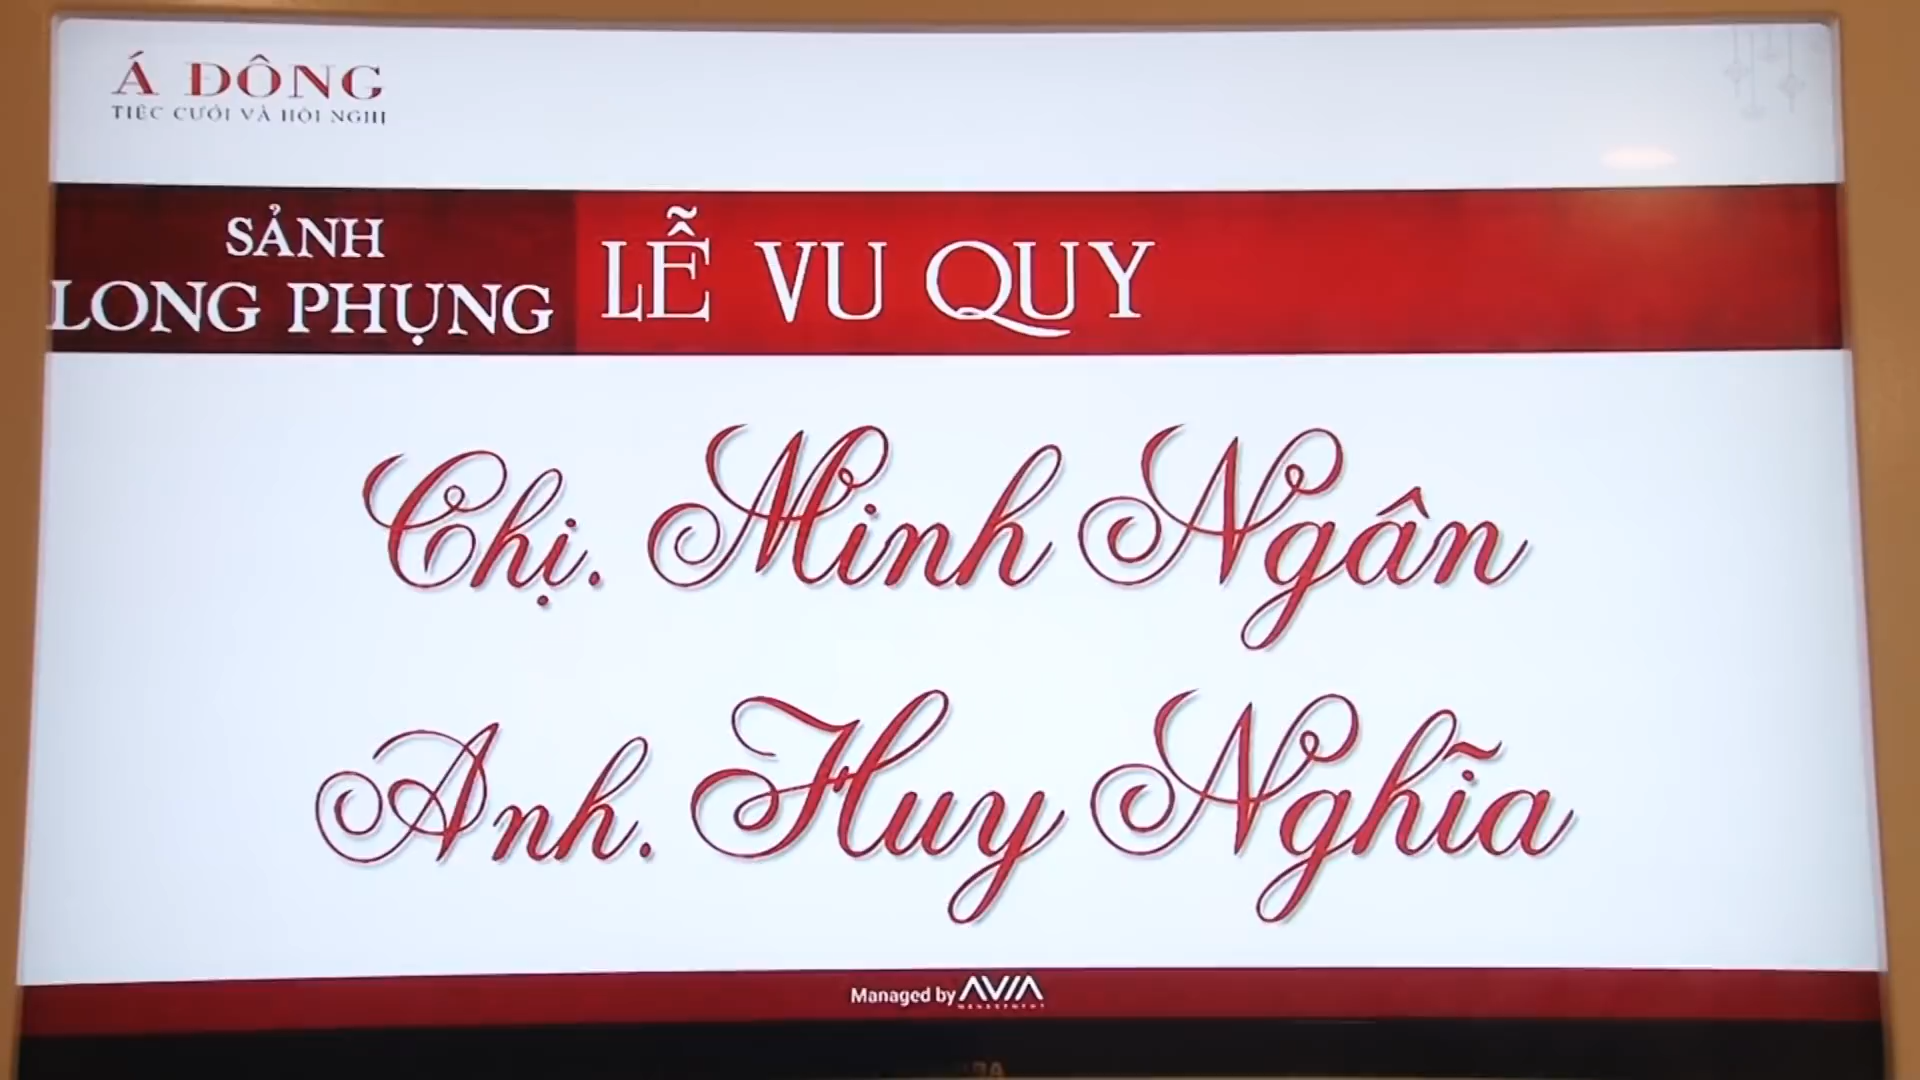 Á ĐÔNG
TIỆC CƯỚI VÀ HỘI NGHỊ
SẢNH
LONG PHỤNG
LỄ VU QUY
Chị. Minh Ngân
Anh. Huy Nghĩa
Managed by AVIA